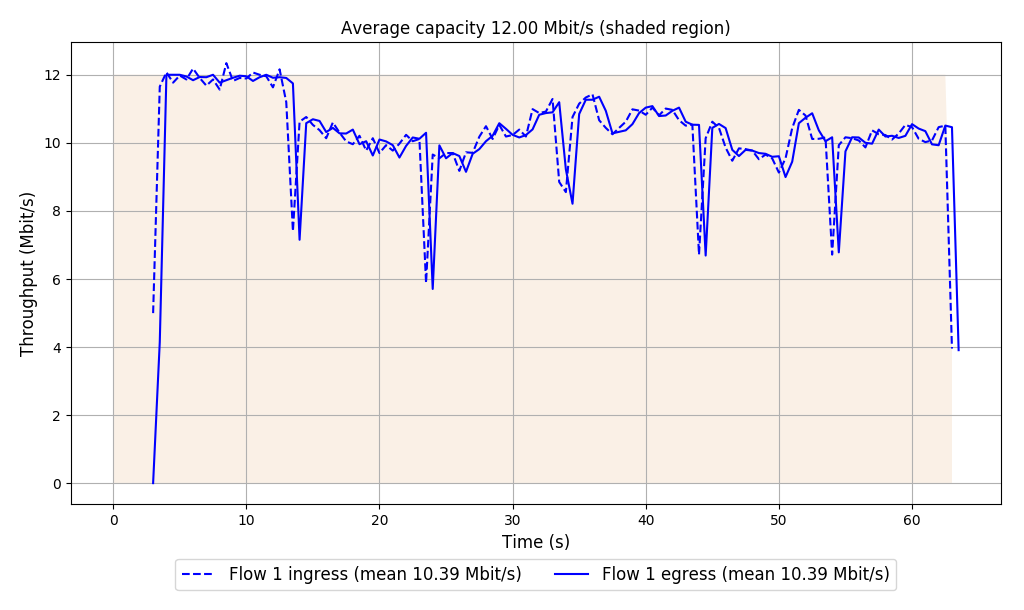 Average capacity 12.00 Mbit/s (shaded region)
12
10
8
6
4
2
0
Throughput (Mbit/s)
0 10 20 30 40 50 60
Time (s)
Flow 1 ingress (mean 10.39 Mbit/s) Flow 1 egress (mean 10.39 Mbit/s)